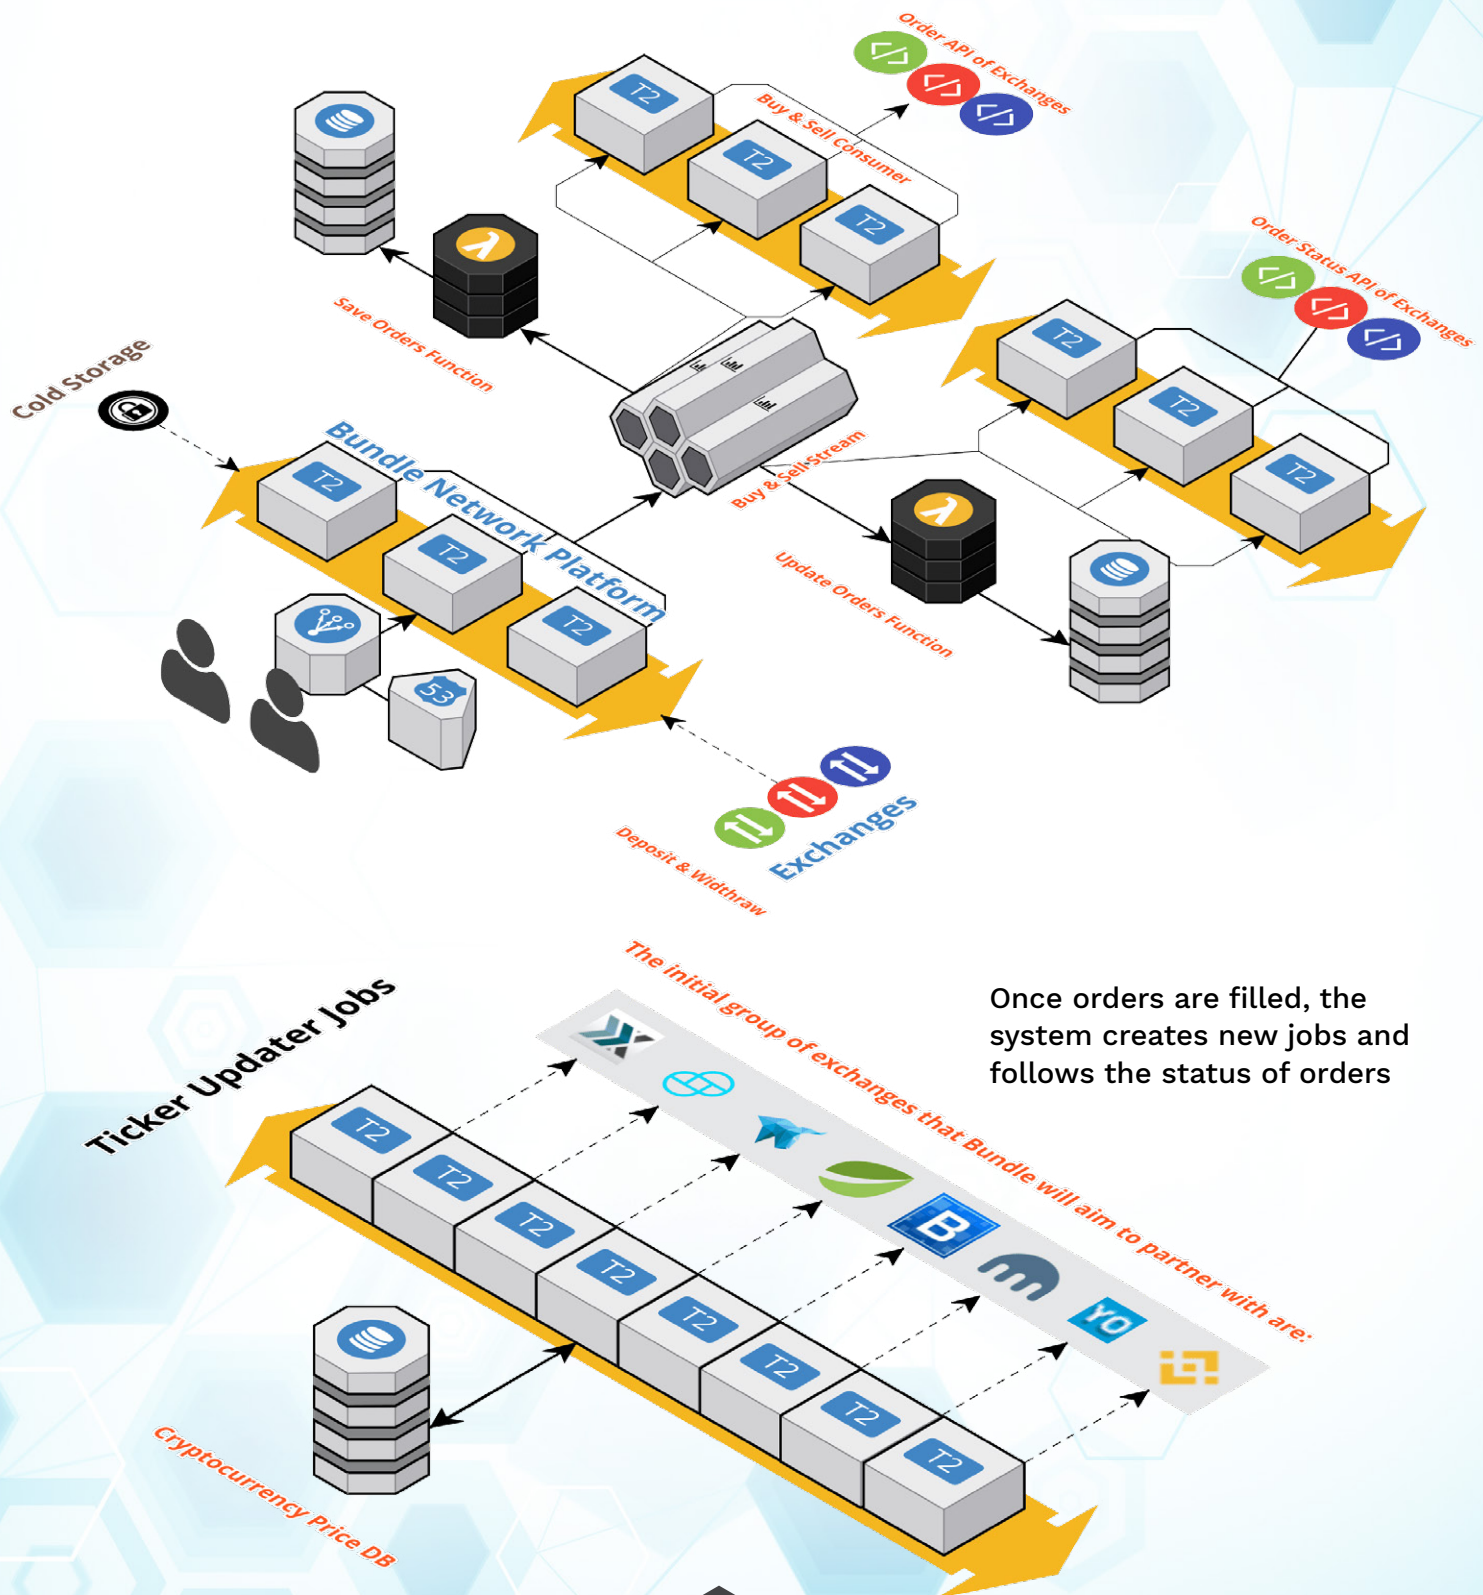 Order API of Exchanges
T2
Buy & Sell Consumer
T2
T2
Order Status API of Exchanges
Save Orders Function
T2
T2
T2
Cold Storage
Bundle Network Platform
T2
T2
T2
Buy & Sell Stream
Update Orders Function
53
Exchanges
Deposit & Widthraw
The initial group of exchanges that Bundle will aim to partner with are:
Once orders are filled, the
system creates new jobs and
follows the status of orders
Ticker Updater Jobs
T2
T2
T2
T2
T2
T2
T2
T2
B
YO
Cryptocurrency Price DB